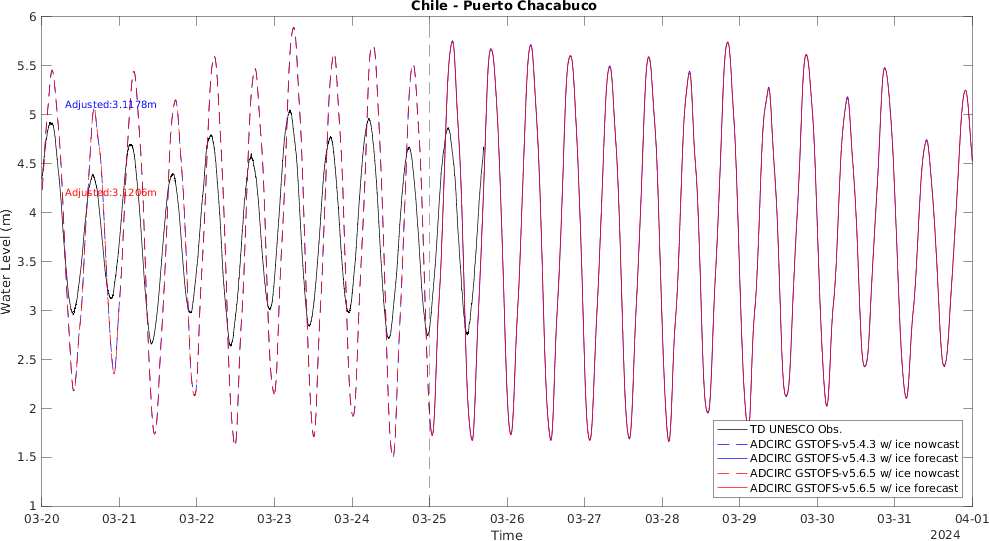 Chile - Puerto Chacabuco
Water Level (m)
6
5.5
5
4.5
4
3.5
3
2.5
2
1.5
1
Adjusted:3.1178m
Adjusted:3.1206m
TD UNESCO Obs.
ADCIRC GSTOFS-v5.4.3 w/ ice nowcast
ADCIRC GSTOFS-v5.4.3 w/ ice forecast
ADCIRC GSTOFS-v5.6.5 w/ ice nowcast
ADCIRC GSTOFS-v5.6.5 w/ ice forecast
03-20 03-21 03-22 03-23 03-24 03-25 03-26 03-27 03-28 03-29 03-30 03-31 04-01
Time
2024